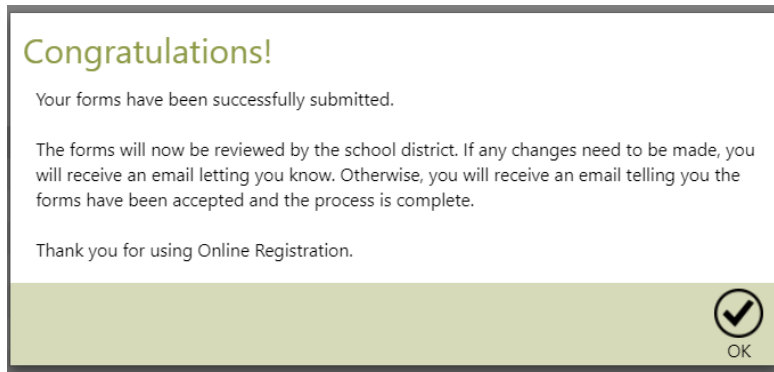 Congratulations!
Your forms have been successfully submitted.
The forms will now be reviewed by the school district. If any changes need to be made, you
will receive an email letting you know. Otherwise, you will receive an email telling you the
forms have been accepted and the process is complete.
Thank you for using Online Registration.
OK